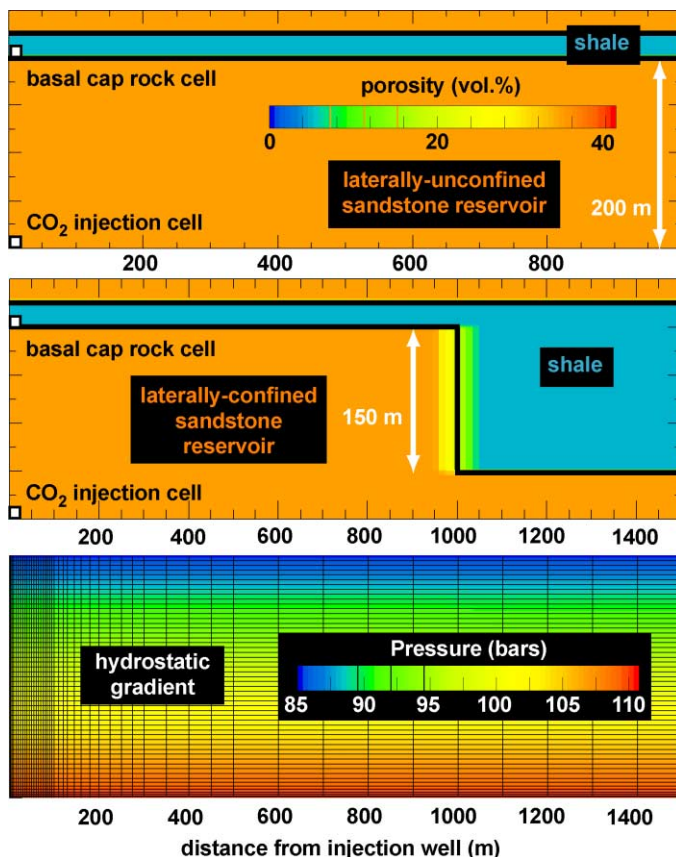 shale
basal cap rock cell
porosity (vol.%)
0 20 40
laterally-unconfined
sandstone reservoir
200 m
CO₂ injection cell
200 400 600 800
basal cap rock cell
shale
laterally-confined
sandstone
reservoir
150 m
CO₂ injection cell
200 400 600 800 1000 1200 1400
Pressure (bars)
hydrostatic
gradient
85 90 95 100 105 110
200 400 600 800 1000 1200 1400
distance from injection well (m)